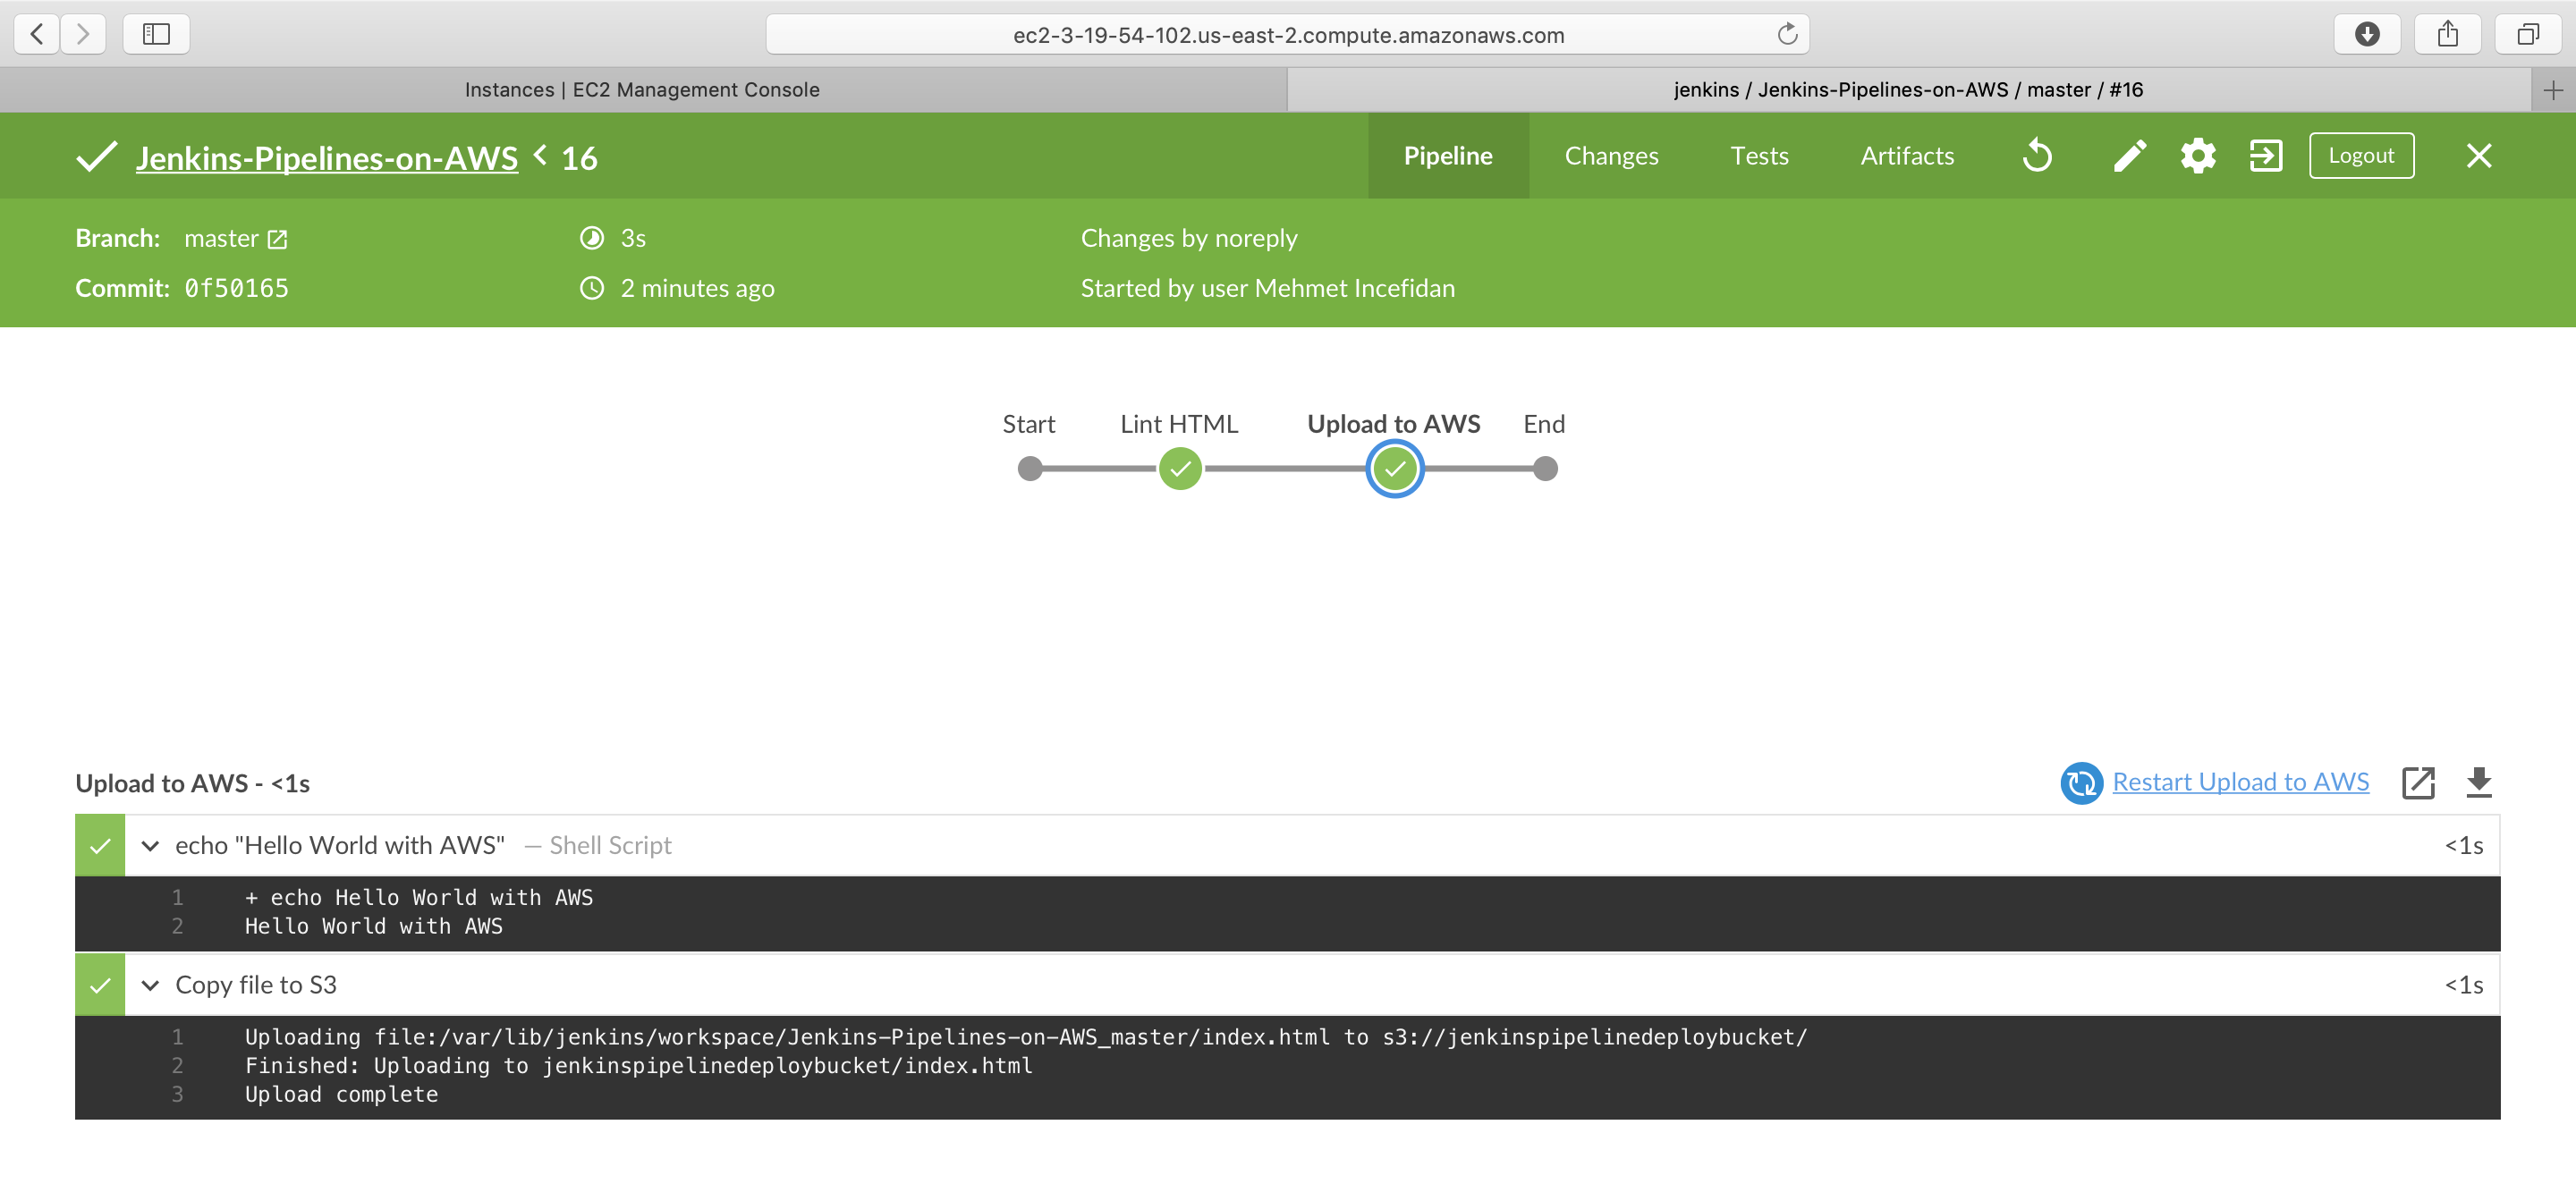 ec2-3-19-54-102.us-east-2.compute.amazonaws.com
Instances | EC2 Management Console
jenkins / Jenkins-Pipelines-on-AWS / master / #16
Jenkins-Pipelines-on-AWS < 16
Pipeline Changes Tests Artifacts Logout
Branch: master 3s Changes by noreply
Commit: 0f50165 2 minutes ago Started by user Mehmet Incefidan
Start Lint HTML Upload to AWS End
Upload to AWS - <1s Restart Upload to AWS
echo "Hello World with AWS" — Shell Script <1s
1 + echo Hello World with AWS
2 Hello World with AWS
Copy file to S3 <1s
1 Uploading file:/var/lib/jenkins/workspace/Jenkins-Pipelines-on-AWS_master/index.html to s3://jenkinspipelinedeploybucket/
2 Finished: Uploading to jenkinspipelinedeploybucket/index.html
3 Upload complete